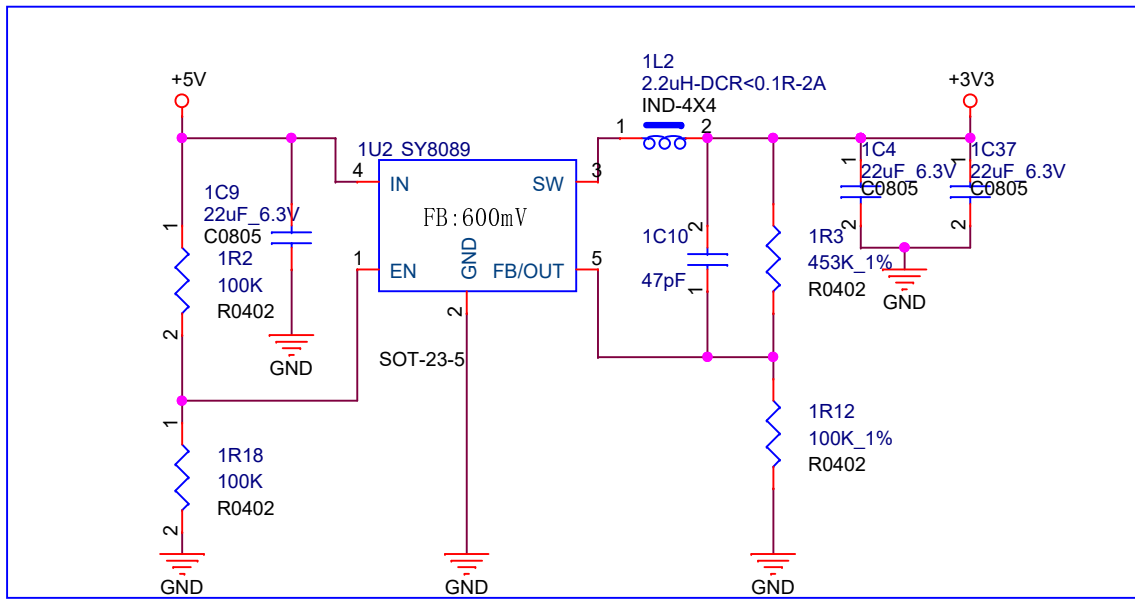 +5V
1L2
2.2uH-DCR<0.1R-2A
IND-4X4
+3V3
1
2
1U2 SY8089
4
IN
SW
3
FB:600mV
GND
1
EN
FB/OUT
5
2
SOT-23-5
1C9
22uF_6.3V
C0805
GND
1
1R2
100K
R0402
2
1
1R18
100K
R0402
2
GND
GND
2
1C10
47pF
1
1R3
453K_1%
R0402
1C4
22uF_6.3V
C0805
1
2
1C37
22uF_6.3V
C0805
1
2
GND
1R12
100K_1%
R0402
GND